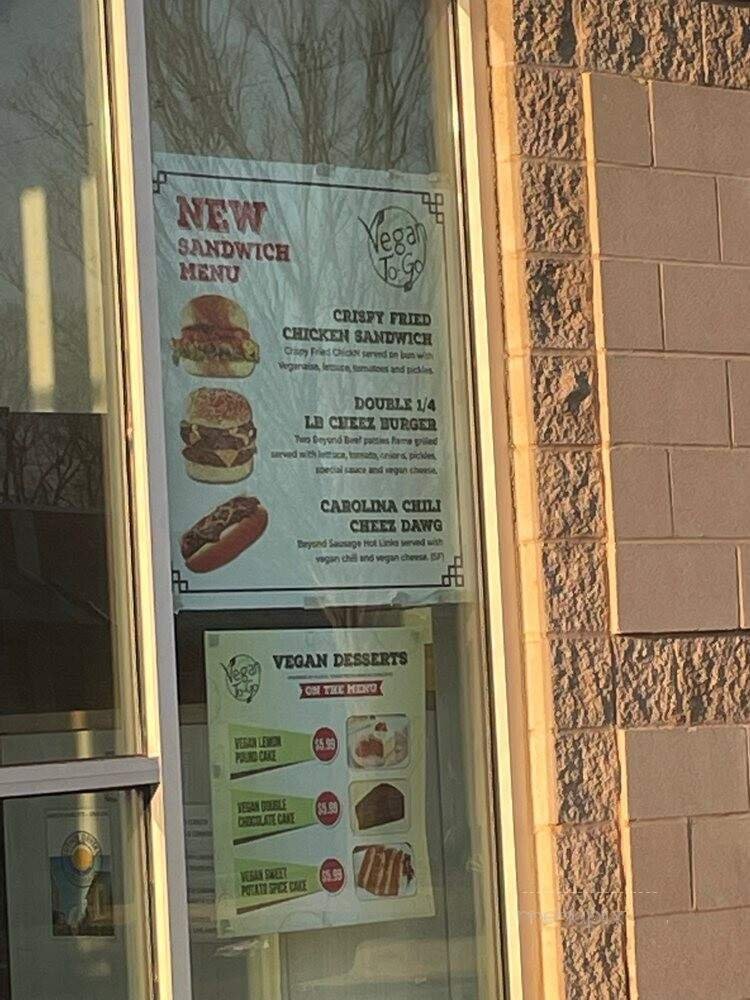 NEW
SANDWICH
MENU
Vegan
To-Go
CRISPY FRIED
CHICKEN SANDWICH
Crispy Fried Chick'n served on bun with
Veganaise, lettuce, tomatoes and pickles.
DOUBLE 1/4
LB CHEEZ BURGER
Two Beyond Beef patties flame grilled
served with lettuce, tomato, onions, pickles,
special sauce and vegan cheese.
CAROLINA CHILI
CHEEZ DAWG
Beyond Sausage Hot Links served with
vegan chili and vegan cheese. (SF)
Vegan
To-Go
VEGAN DESSERTS
ON THE MENU
VEGAN LEMON
POUND CAKE
$5.99
VEGAN DOUBLE
CHOCOLATE CAKE
$5.99
VEGAN SWEET
POTATO SPICE CAKE
$5.99